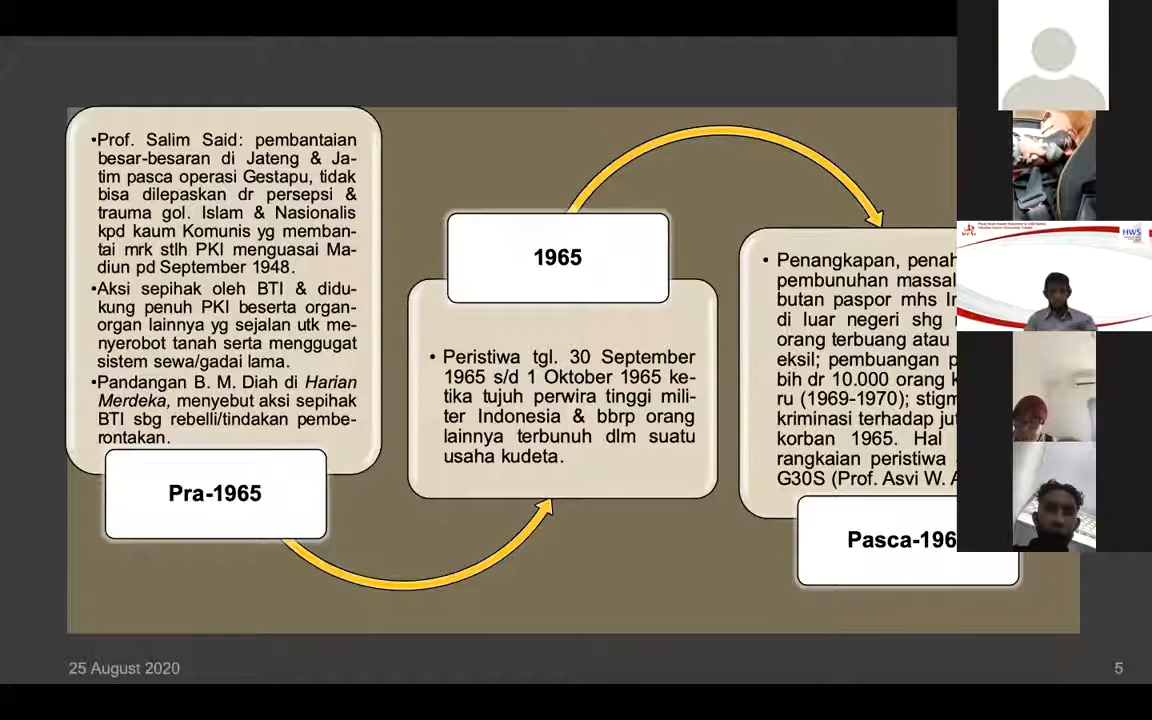 •Prof. Salim Said: pembantaian
besar-besaran di Jateng & Ja-
tim pasca operasi Gestapu, tidak
bisa dilepaskan dr persepsi &
trauma gol. Islam & Nasionalis
kpd kaum Komunis yg memban-
tai mrk stlh PKI menguasai Ma-
diun pd September 1948.
•Aksi sepihak oleh BTI & didu-
kung penuh PKI beserta organ-
organ lainnya yg sejalan utk me-
nyerobot tanah serta menggugat
sistem sewa/gadai lama.
•Pandangan B. M. Diah di Harian
Merdeka, menyebut aksi sepihak
BTI sbg rebelli/tindakan pembe-
rontakan.
Pra-1965
1965
• Peristiwa tgl. 30 September
1965 s/d 1 Oktober 1965 ke-
tika tujuh perwira tinggi mili-
ter Indonesia & bbrp orang
lainnya terbunuh dlm suatu
usaha kudeta.
• Penangkapan, penah
pembunuhan massal
butan paspor mhs
di luar negeri shg
orang terbuang atau
eksil; pembuangan p
bih dr 10.000 orang k
ru (1969-1970); stigm
kriminasi terhadap jut
korban 1965. Hal
rangkaian peristiwa
G30S (Prof. Asvi W. A
Pasca-196
HWS
25 August 2020
5